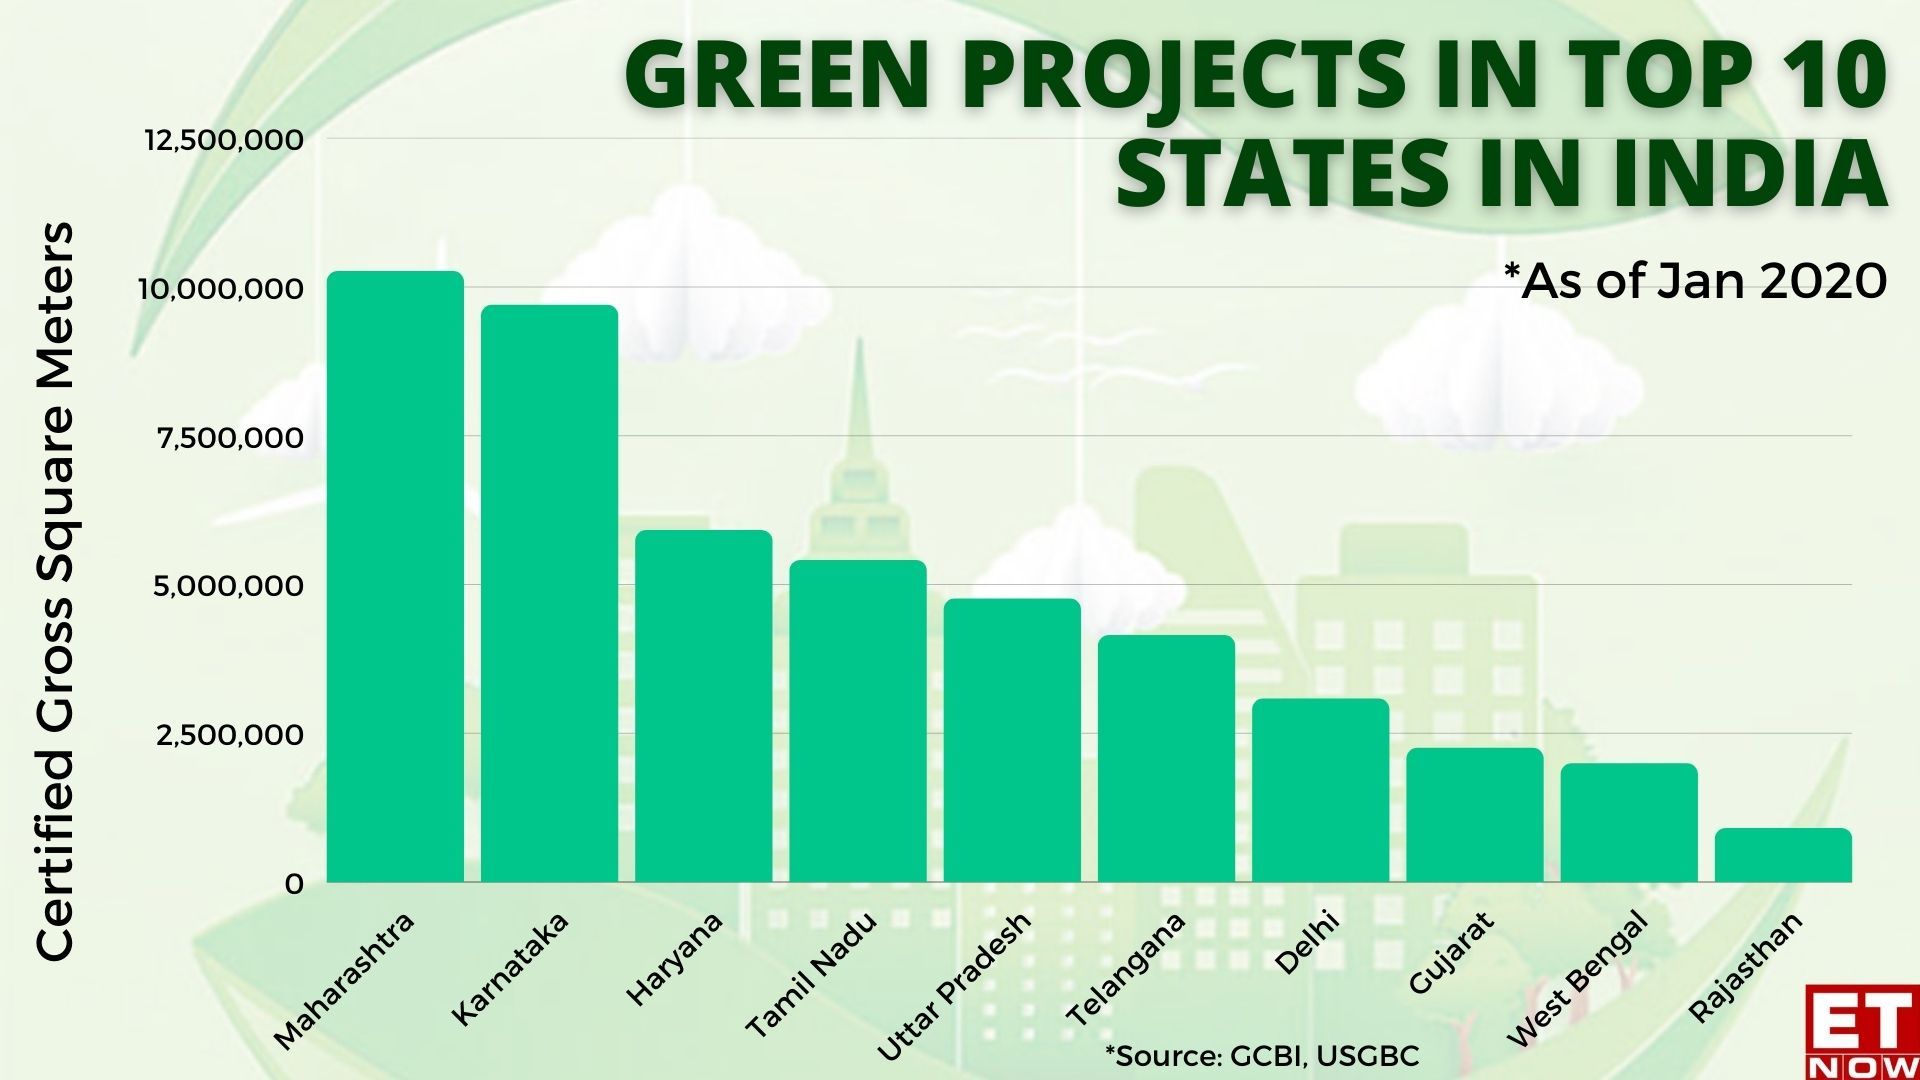 GREEN PROJECTS IN TOP 10
STATES IN INDIA
*As of Jan 2020
Certified Gross Square Meters
12,500,000
10,000,000
7,500,000
5,000,000
2,500,000
0
Maharashtra
Karnataka
Haryana
Tamil Nadu
Uttar Pradesh
Telangana
Delhi
Gujarat
West Bengal
Rajasthan
*Source: GCBI, USGBC
ET
NOW